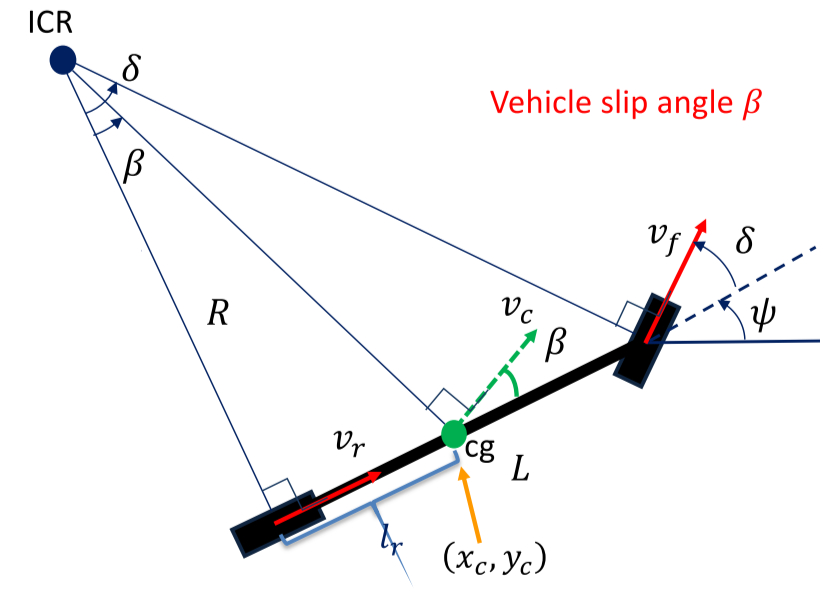 ICR
δ
Vehicle slip angle β
β
v_f
δ
R
v_c
β
ψ
v_r
cg
L
l_r
(x_c, y_c)